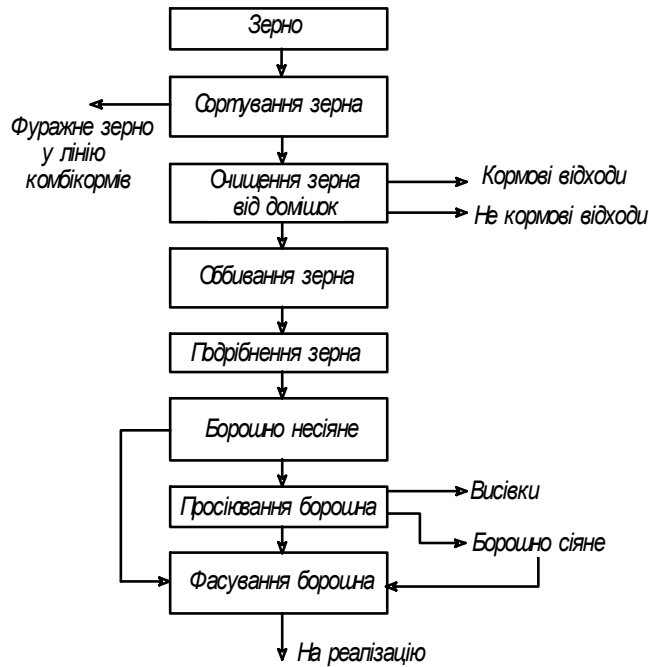 Зерно
Сортування зерна
Фуражне зерно
у лінію
комбікормів
Очищення зерна
від домішок
Кормові відходи
Не кормові відходи
Оббивання зерна
Подрібнення зерна
Борошно несіяне
Просіювання борошна
Висівки
Борошно сіяне
Фасування борошна
На реалізацію